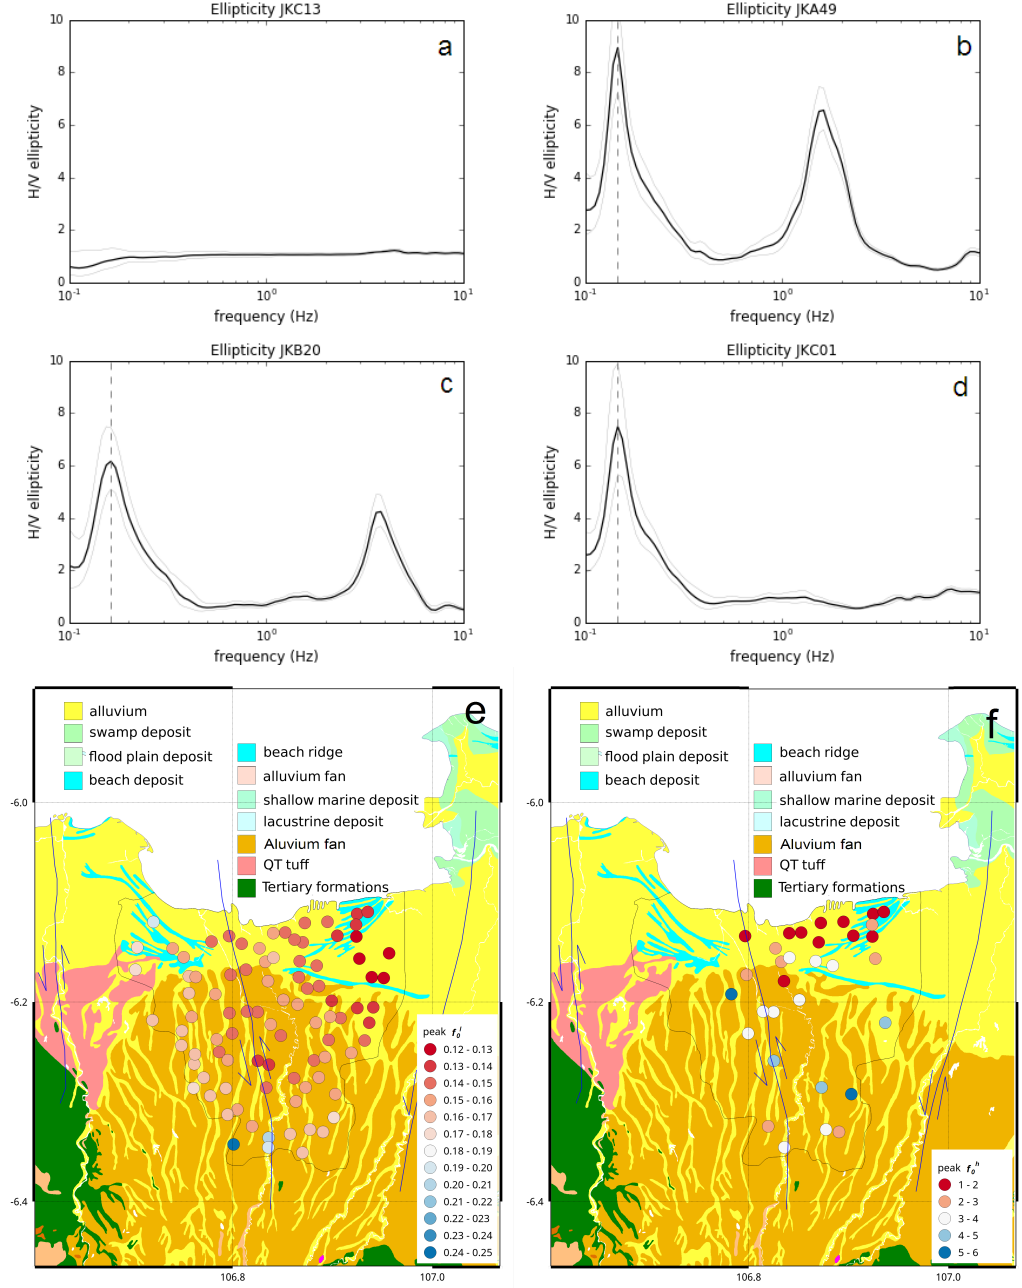 Ellipticity JKC13
a
10
8
6
4
2
0
H/V ellipticity
10-1
100
101
frequency (Hz)
Ellipticity JKA49
b
10
8
6
4
2
0
H/V ellipticity
10-1
100
101
frequency (Hz)
Ellipticity JKB20
c
10
8
6
4
2
0
H/V ellipticity
10-1
100
101
frequency (Hz)
Ellipticity JKC01
d
10
8
6
4
2
0
H/V ellipticity
10-1
100
101
frequency (Hz)
e
alluvium
swamp deposit
flood plain deposit
beach deposit
beach ridge
alluvium fan
shallow marine deposit
lacustrine deposit
Aluvium fan
QT tuff
Tertiary formations
-6.0
-6.2
-6.4
106.8
107.0
peak f0l
0.12 - 0.13
0.13 - 0.14
0.14 - 0.15
0.15 - 0.16
0.16 - 0.17
0.17 - 0.18
0.18 - 0.19
0.19 - 0.20
0.20 - 0.21
0.21 - 0.22
0.22 - 023
0.23 - 0.24
0.24 - 0.25
f
alluvium
swamp deposit
flood plain deposit
beach deposit
beach ridge
alluvium fan
shallow marine deposit
lacustrine deposit
Aluvium fan
QT tuff
Tertiary formations
-6.0
-6.2
-6.4
106.8
107.0
peak f0h
1 - 2
2 - 3
3 - 4
4 - 5
5 - 6